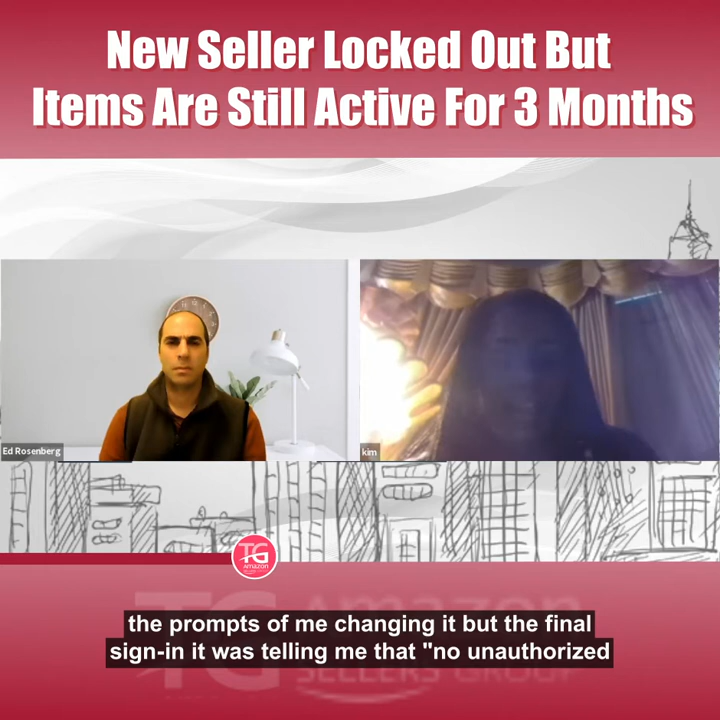 New Seller Locked Out But
Items Are Still Active For 3 Months
Ed Rosenberg
kim
TG
Amazon
the prompts of me changing it but the final
sign-in it was telling me that "no unauthorized
TG Amazon
SELLERS GROUP